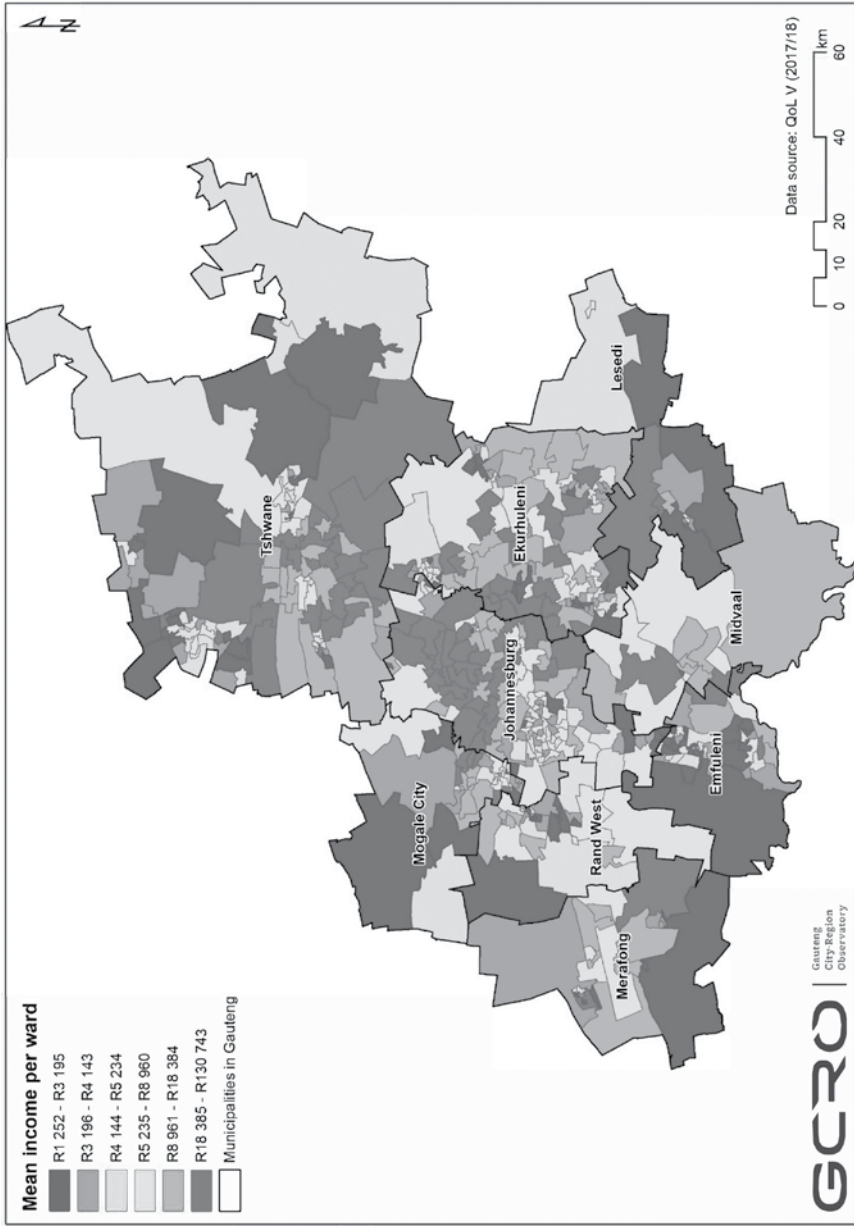 Mean income per ward
R1 252 - R3 195
R3 196 - R4 143
R4 144 - R5 234
R5 235 - R8 960
R8 961 - R18 384
R18 385 - R130 743
Municipalities in Gauteng
N
Tshwane
Mogale City
Johannesburg
Ekurhuleni
Lesedi
Rand West
Merafong
Emfuleni
Midvaal
GCRO
Gauteng
City-Region
Observatory
Data source: QoL V (2017/18)
km
0 10 20 40 60